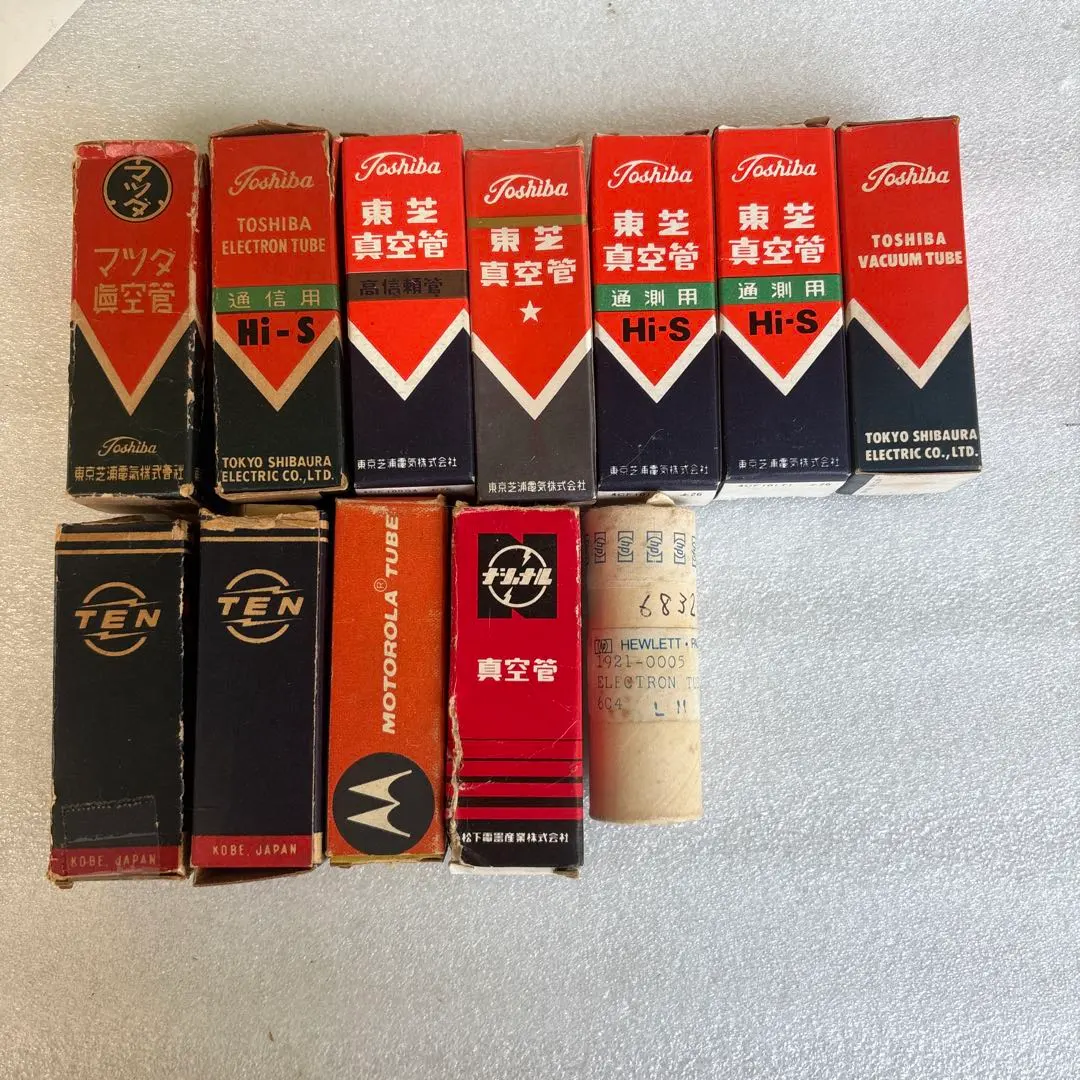 マツダ
マツダ
眞空管
Toshiba
東京芝浦電気株式會社
Toshiba
TOSHIBA
ELECTRON TUBE
通信用
Hi-S
TOKYO SHIBAURA
ELECTRIC CO., LTD.
Toshiba
東芝
真空管
高信頼管
東京芝浦電気株式会社
Toshiba
東芝
真空管
★
東京芝浦電気株式会社
Toshiba
東芝
真空管
通測用
Hi-S
東京芝浦電気株式会社
Toshiba
東芝
真空管
通測用
Hi-S
東京芝浦電気株式会社
Toshiba
TOSHIBA
VACUUM TUBE
TOKYO SHIBAURA
ELECTRIC CO., LTD.
TEN
KOBE, JAPAN
TEN
KOBE, JAPAN
MOTOROLA® TUBE
ナショナル
真空管
松下電器産業株式会社
hp hp hp hp
6832
hp HEWLETT·
1921-0005
ELECTRON
6C4